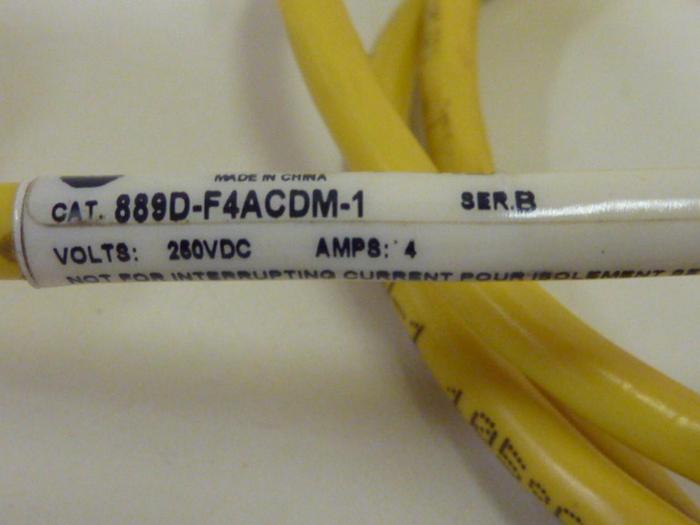 MADE IN CHINA
CAT. 889D-F4ACDM-1 SER.B
VOLTS: 250VDC AMPS: 4
NOT FOR INTERRUPTING CURRENT POUR ISOLEMENT